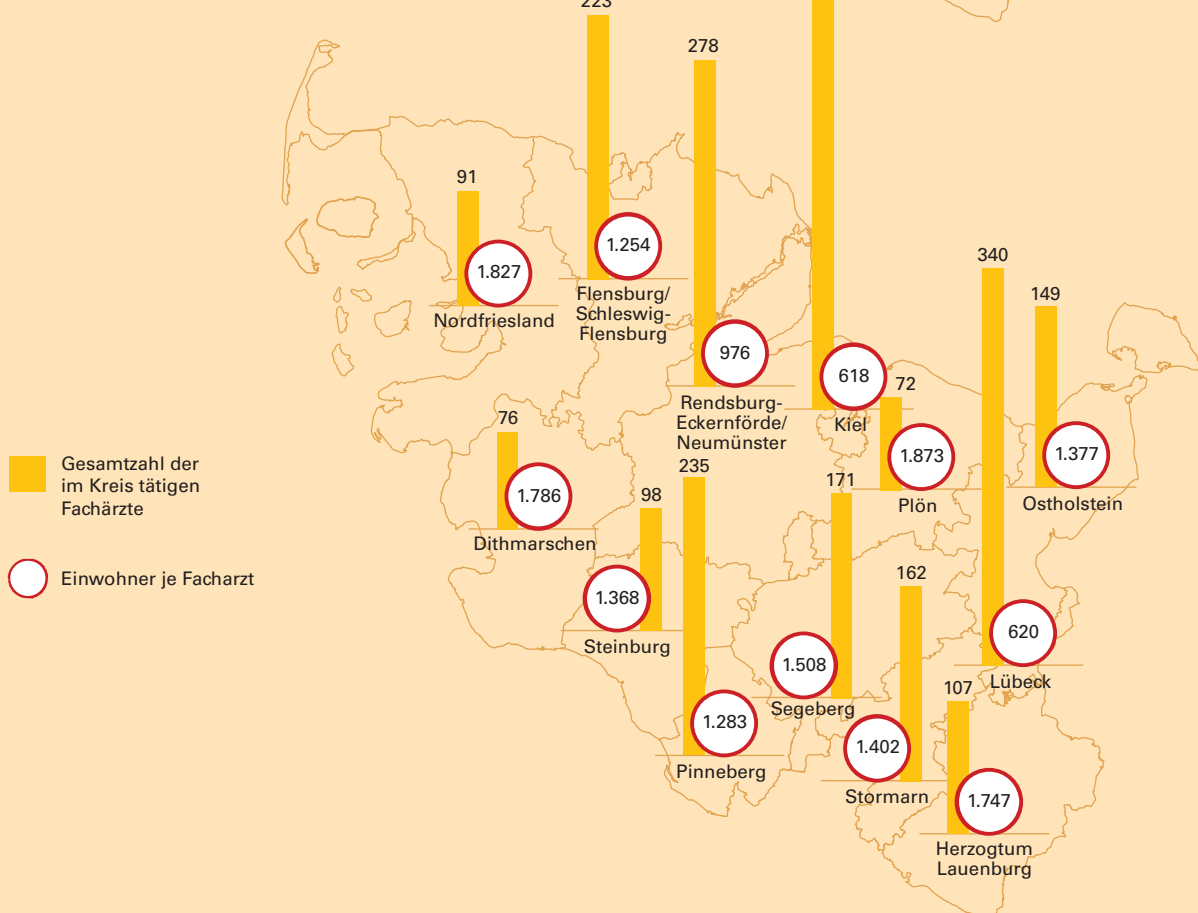 223
278
91
1.254
340
1.827
149
Flensburg/
Schleswig-
Flensburg
Nordfriesland
976
618
72
Rendsburg-
Eckernförde/
Neumünster
Kiel
76
1.873
1.377
Gesamtzahl der
im Kreis tätigen
Fachärzte
235
171
98
1.786
Plön
Ostholstein
Dithmarschen
Einwohner je Facharzt
162
1.368
620
Steinburg
1.508
Lübeck
107
Segeberg
1.283
1.402
Pinneberg
Stormarn
1.747
Herzogtum
Lauenburg